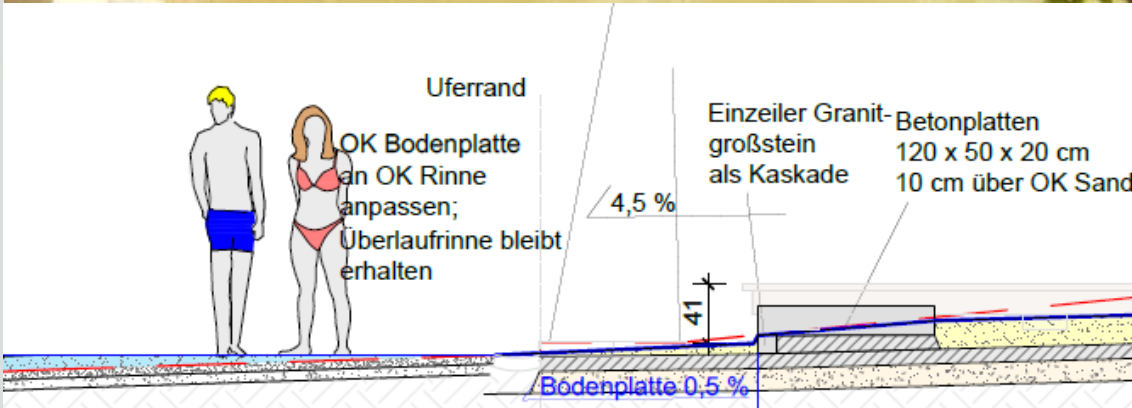 Uferrand
OK Bodenplatte
an OK Rinne
anpassen;
Überlaufrinne bleibt
erhalten
4,5 %
Einzeiler Granit-
großstein
als Kaskade
Betonplatten
120 x 50 x 20 cm
10 cm über OK Sand
41
Bodenplatte 0,5 %